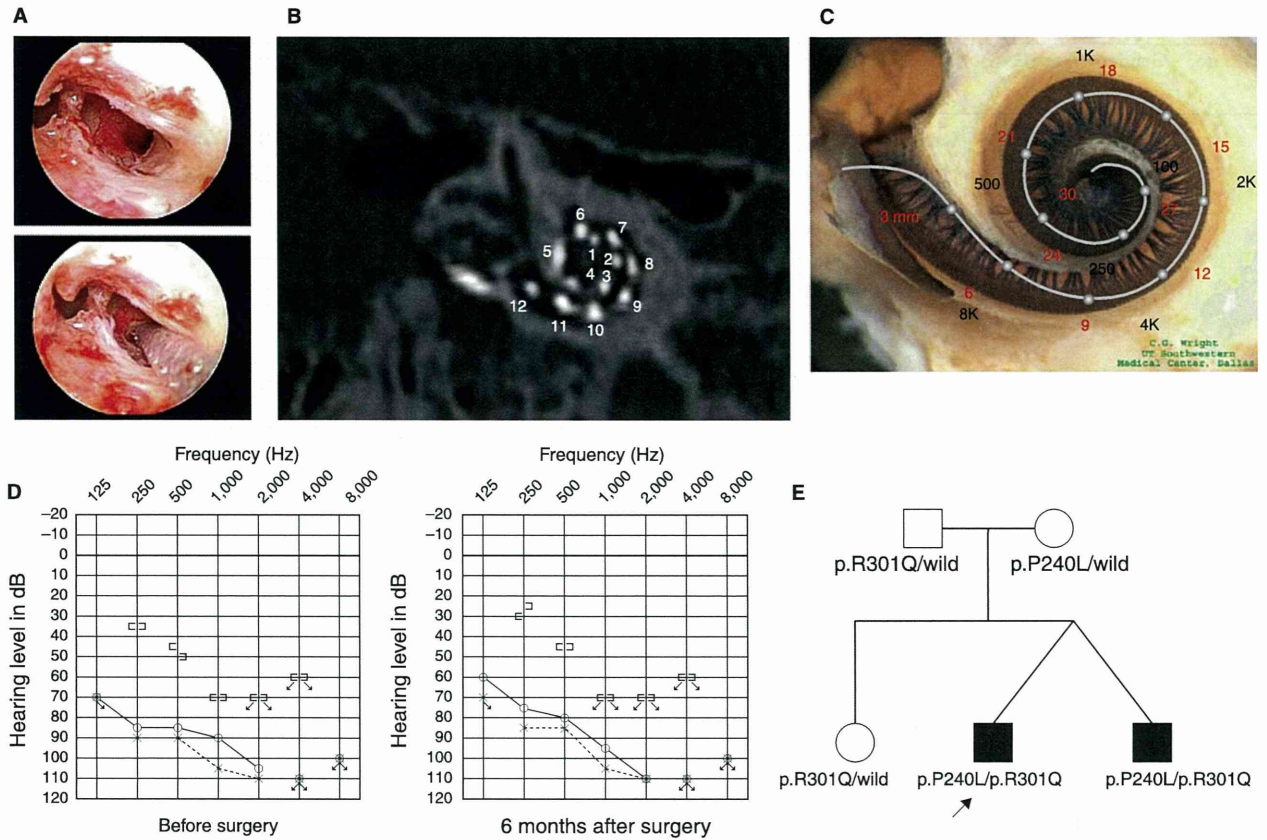 A
B
C
6
7
5
1
2
8
4
3
12
9
11
10
1K
18
21
15
100
500
2K
30
27
3 mm
24
250
12
6
8K
9
4K
C.G. Wright
UT Southwestern
Medical Center, Dallas
D
Frequency (Hz)
125 250 500 1,000 2,000 4,000 8,000
Hearing level in dB
−20
−10
0
10
20
30
40
50
60
70
80
90
100
110
120
Before surgery
Frequency (Hz)
125 250 500 1,000 2,000 4,000 8,000
Hearing level in dB
−20
−10
0
10
20
30
40
50
60
70
80
90
100
110
120
6 months after surgery
E
p.R301Q/wild p.P240L/wild
p.R301Q/wild p.P240L/p.R301Q p.P240L/p.R301Q